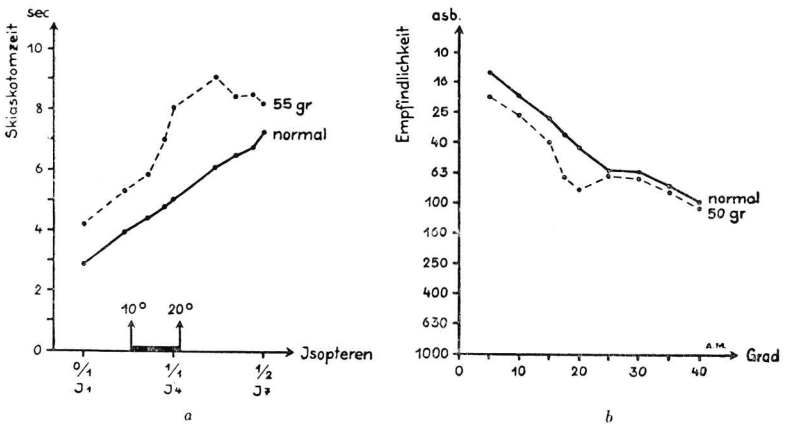 sec
Skiaskotomzeit
10
8
6
4
2
0
55 gr
normal
10°
20°
Jsopteren
0/1
J1
1/1
J4
1/2
J7
a
asb.
Empfindlichkeit
10
16
25
40
63
100
160
250
400
630
1000
normal
50 gr
A.M.
Grad
0
10
20
30
40
b